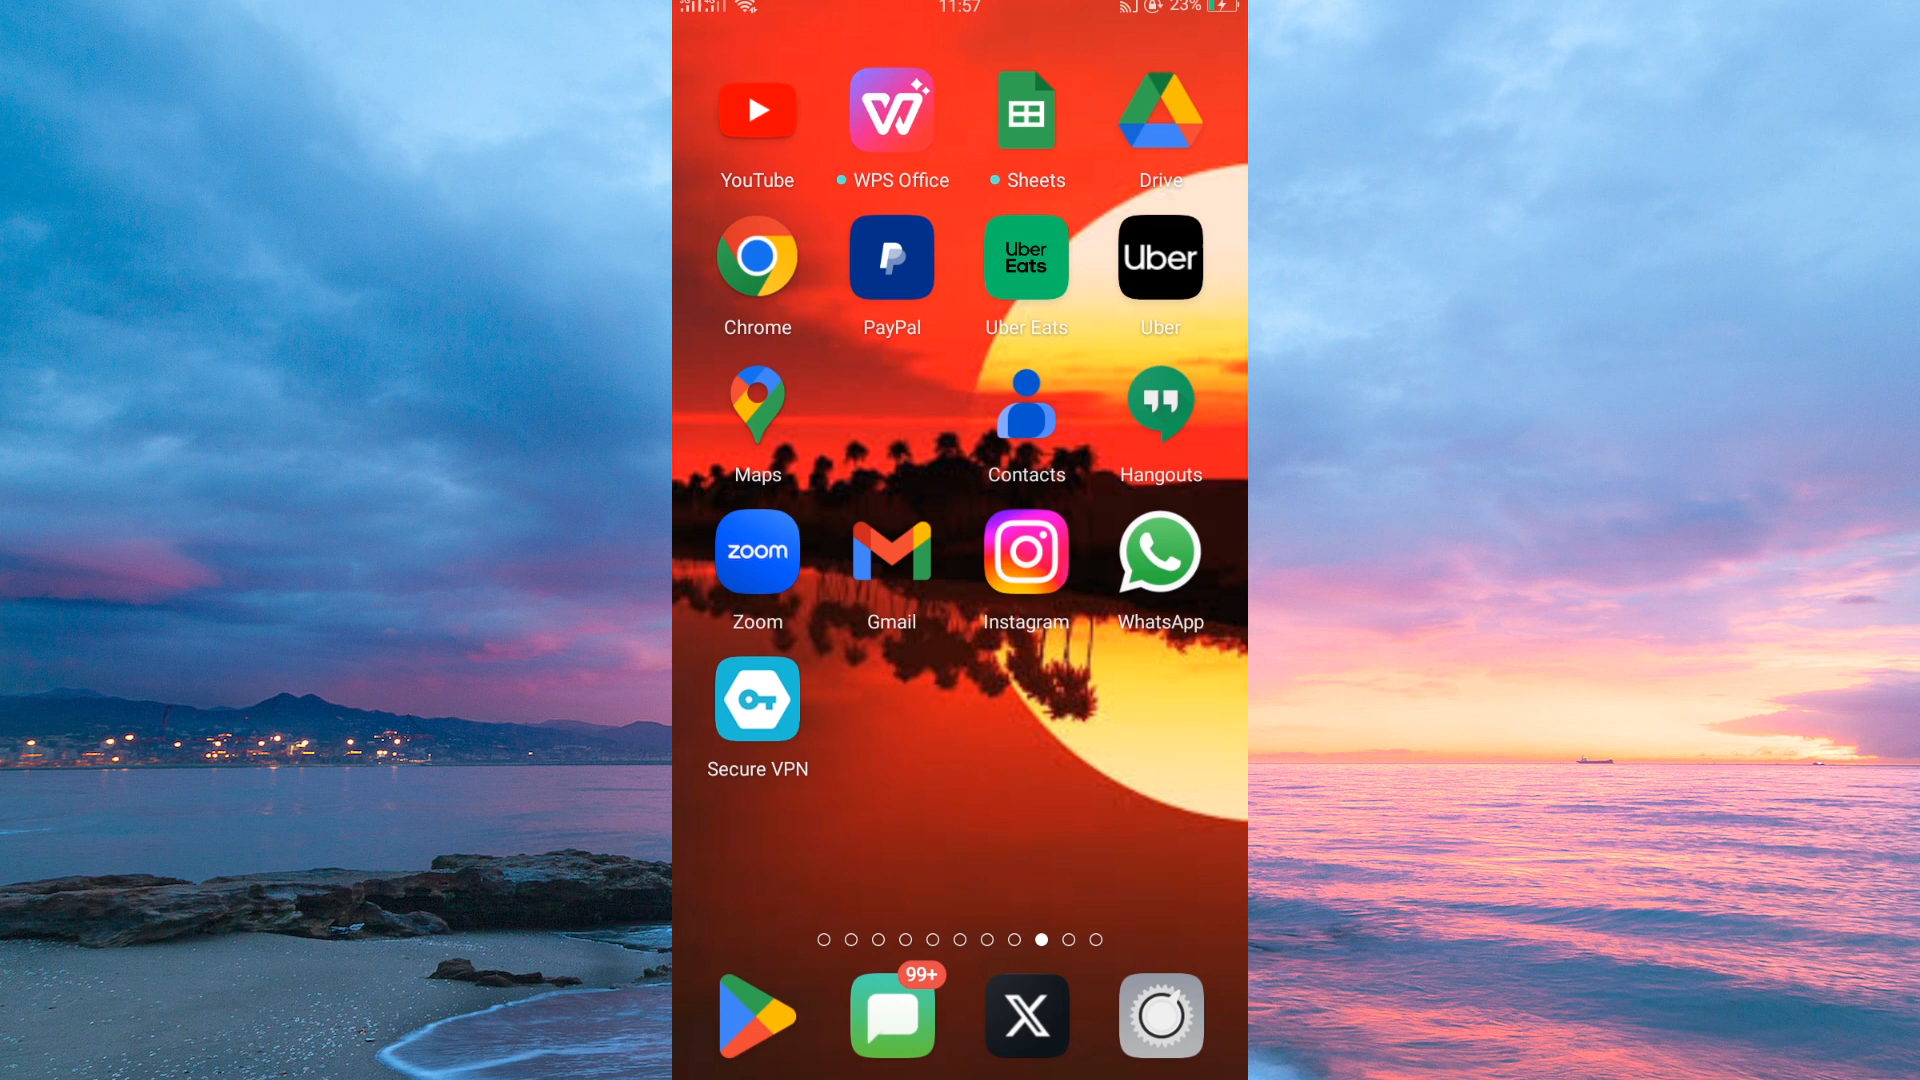 11:57 23%
YouTube WPS Office Sheets Drive
Uber Eats Uber
Chrome PayPal Uber Eats Uber
Maps Contacts Hangouts
zoom
Zoom Gmail Instagram WhatsApp
Secure VPN
99+